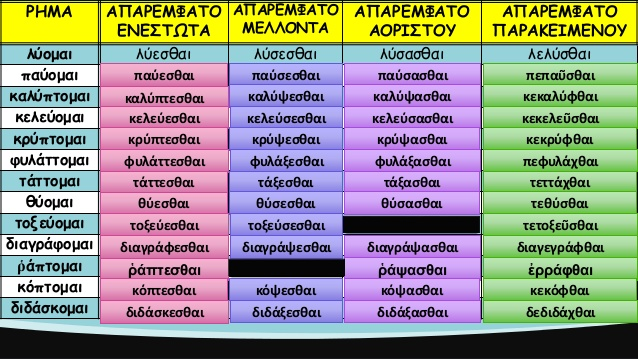 ΡΗΜΑ ΑΠΑΡΕΜΦΑΤΟ ΕΝΕΣΤΩΤΑ ΑΠΑΡΕΜΦΑΤΟ ΜΕΛΛΟΝΤΑ ΑΠΑΡΕΜΦΑΤΟ ΑΟΡΙΣΤΟΥ ΑΠΑΡΕΜΦΑΤΟ ΠΑΡΑΚΕΙΜΕΝΟΥ
λύομαι λύεσθαι λύσεσθαι λύσασθαι λελύσθαι
παύομαι παύεσθαι παύσεσθαι παύσασθαι πεπαῦσθαι
καλύπτομαι καλύπτεσθαι καλύψεσθαι καλύψασθαι κεκαλύφθαι
κελεύομαι κελεύεσθαι κελεύσεσθαι κελεύσασθαι κεκελεῦσθαι
κρύπτομαι κρύπτεσθαι κρύψεσθαι κρύψασθαι κεκρύφθαι
φυλάττομαι φυλάττεσθαι φυλάξεσθαι φυλάξασθαι πεφυλάχθαι
τάττομαι τάττεσθαι τάξεσθαι τάξασθαι τεττάχθαι
θύομαι θύεσθαι θύσεσθαι θύσασθαι τεθύσθαι
τοξεύομαι τοξεύεσθαι τοξεύσεσθαι τετοξεῦσθαι
διαγράφομαι διαγράφεσθαι διαγράψεσθαι διαγράψασθαι διαγεγράφθαι
ῥάπτομαι ῥάπτεσθαι ῥάψασθαι ἐρράφθαι
κόπτομαι κόπτεσθαι κόψεσθαι κόψασθαι κεκόφθαι
διδάσκομαι διδάσκεσθαι διδάξεσθαι διδάξασθαι δεδιδάχθαι